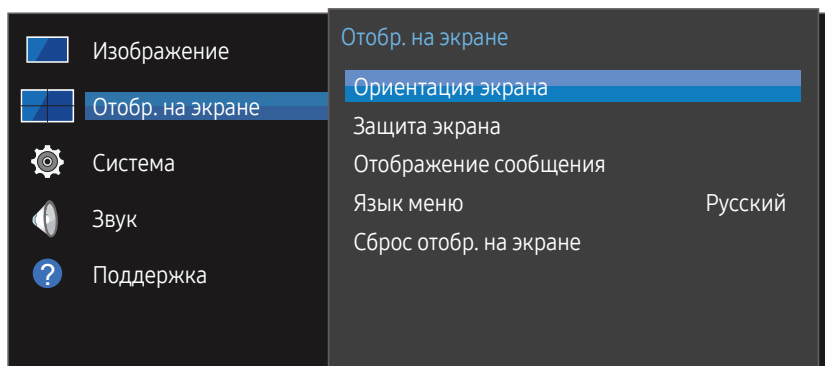 Изображение
Отобр. на экране
Система
Звук
Поддержка
Отобр. на экране
Ориентация экрана
Защита экрана
Отображение сообщения
Язык меню Русский
Сброс отобр. на экране